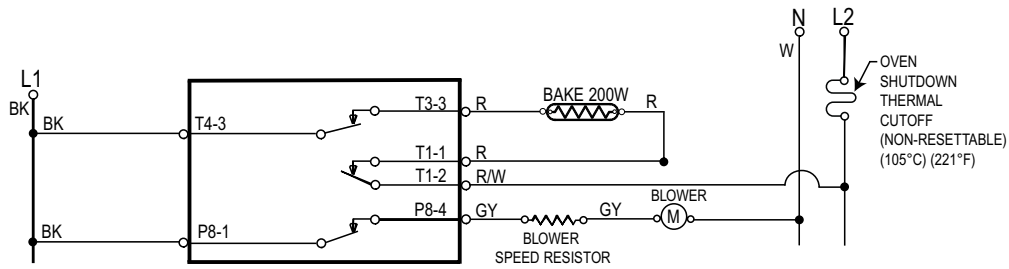 N L2
W
L1
BK
BK
T4-3
T3-3
R
BAKE 200W
R
T1-1
R
T1-2
R/W
P8-4
GY
GY
BLOWER
M
BLOWER
SPEED RESISTOR
BK
P8-1
OVEN
SHUTDOWN
THERMAL
CUTOFF
(NON-RESETTABLE)
(105°C) (221°F)